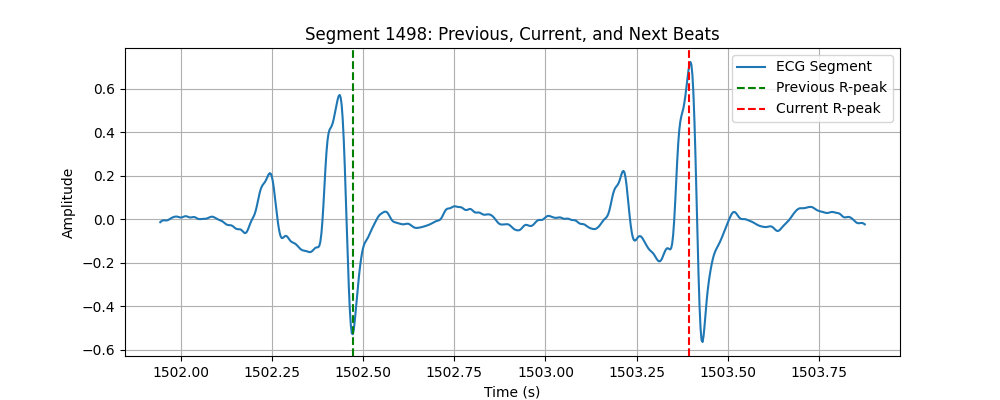 Segment 1498: Previous, Current, and Next Beats
ECG Segment
Previous R-peak
Current R-peak
0.6
0.4
0.2
0.0
−0.2
−0.4
−0.6
Amplitude
1502.00 1502.25 1502.50 1502.75 1503.00 1503.25 1503.50 1503.75
Time (s)